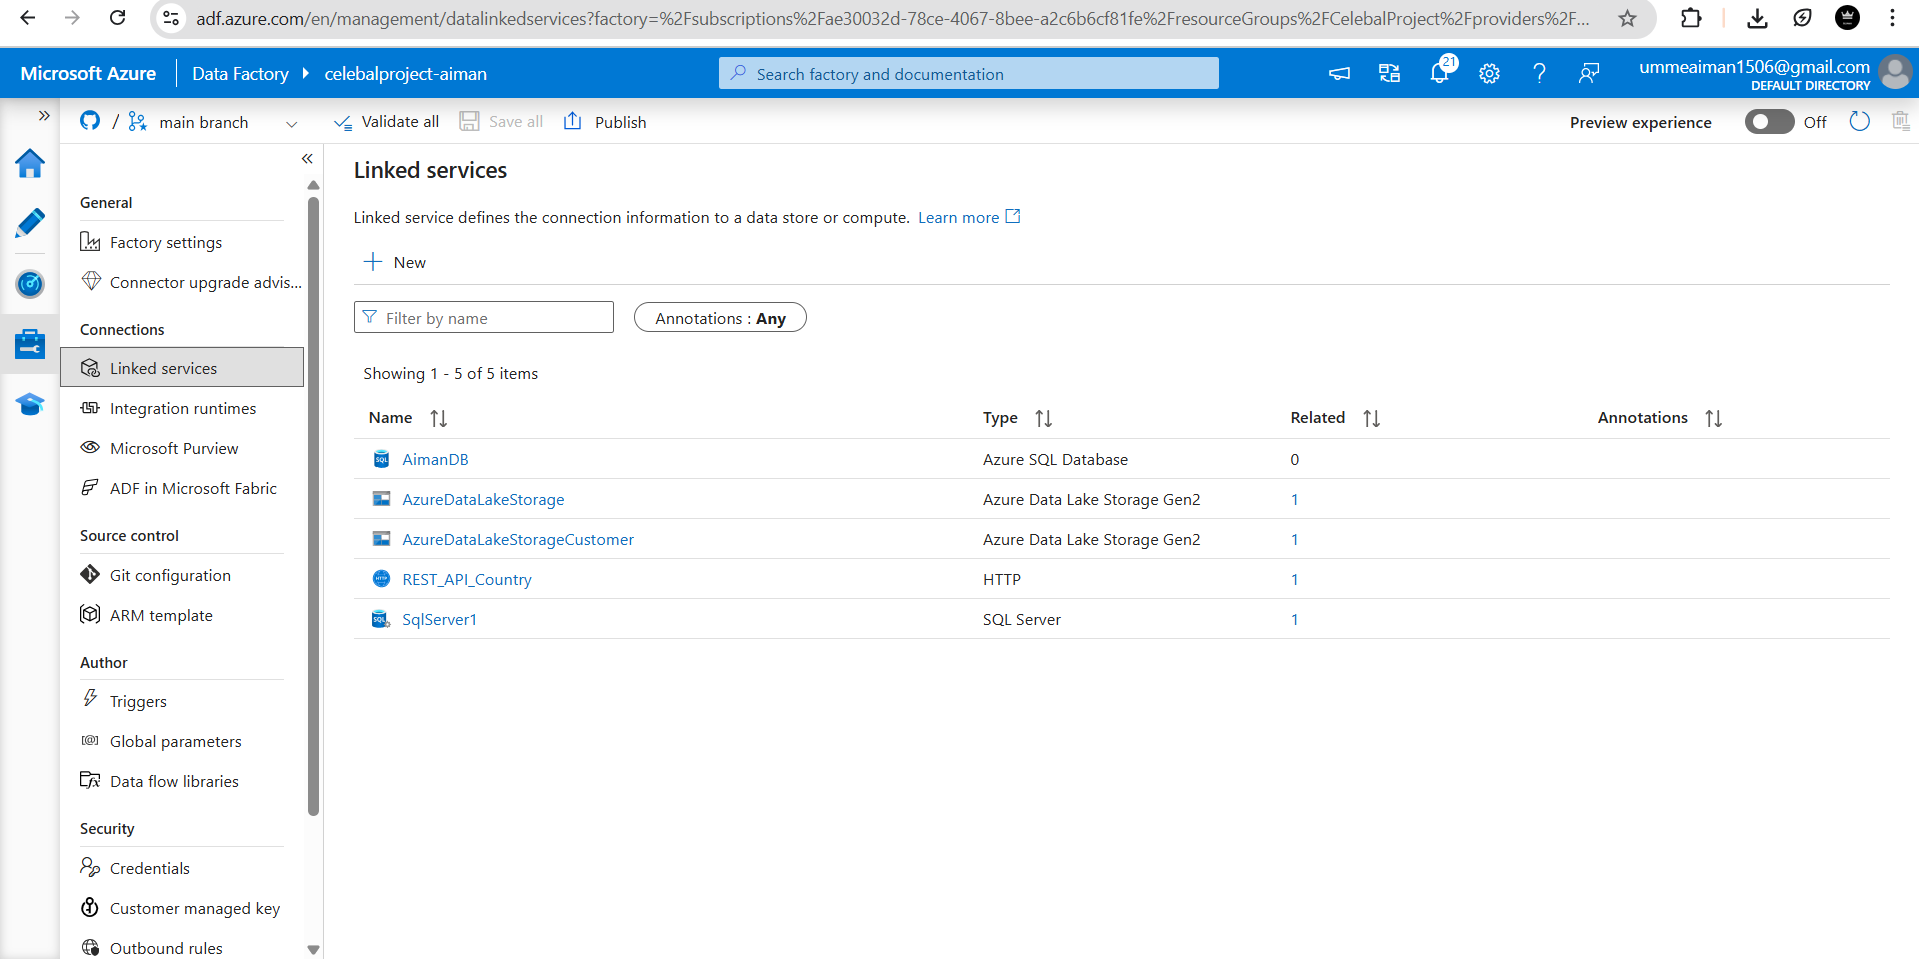 adf.azure.com/en/management/datalinkedservices?factory=%2Fsubscriptions%2Fae30032d-78ce-4067-8bee-a2c6b6cf81fe%2FresourceGroups%2FCelebalProject%2Fproviders%2F...
Microsoft Azure Data Factory celebalproject-aiman
Search factory and documentation
21
ummeaiman1506@gmail.com
DEFAULT DIRECTORY
/ main branch
Validate all
Save all
Publish
Preview experience
Off
General
Factory settings
Connector upgrade advis...
Connections
Linked services
Integration runtimes
Microsoft Purview
ADF in Microsoft Fabric
Source control
Git configuration
ARM template
Author
Triggers
Global parameters
Data flow libraries
Security
Credentials
Customer managed key
Outbound rules
Linked services
Linked service defines the connection information to a data store or compute. Learn more
New
Filter by name
Annotations : Any
Showing 1 - 5 of 5 items
Name Type Related Annotations
SQL AimanDB Azure SQL Database 0
AzureDataLakeStorage Azure Data Lake Storage Gen2 1
AzureDataLakeStorageCustomer Azure Data Lake Storage Gen2 1
HTTP REST_API_Country HTTP 1
SQL SqlServer1 SQL Server 1